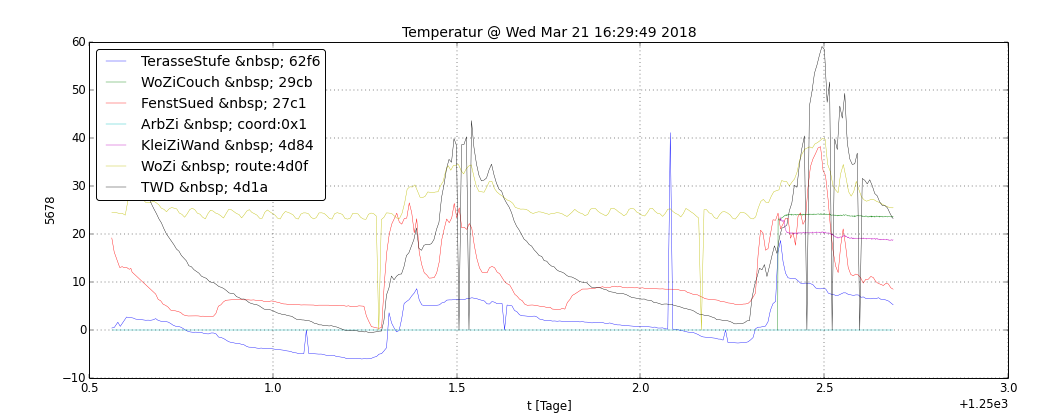 Temperatur @ Wed Mar 21 16:29:49 2018
60
50
40
30
20
10
0
−10
5678
TerasseStufe &nbsp; 62f6
WoZiCouch &nbsp; 29cb
FenstSued &nbsp; 27c1
ArbZi &nbsp; coord:0x1
KleiZiWand &nbsp; 4d84
WoZi &nbsp; route:4d0f
TWD &nbsp; 4d1a
0.5 1.0 1.5 2.0 2.5 3.0
t [Tage]
+1.25e3